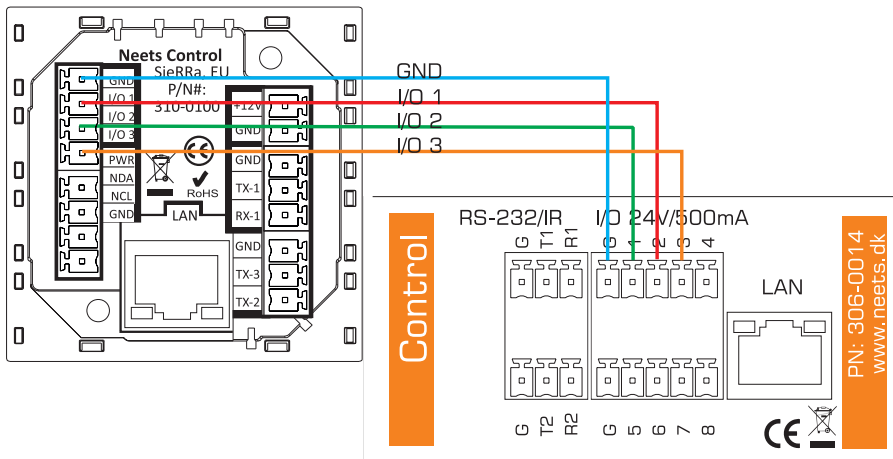 Neets Control
SieRRa, EU
P/N#:
310-0100
GND
I/O 1
I/O 2
I/O 3
PWR
NDA
NCL
GND
RoHS
LAN
+12V
GND
GND
TX-1
RX-1
GND
TX-3
TX-2
GND
I/O 1
I/O 2
I/O 3
Control
RS-232/IR
I/O 24V/500mA
G T1 R1
G 1 2 3 4
G T2 R2
G 5 6 7 8
LAN
CE
PN: 306-0014
www.neets.dk